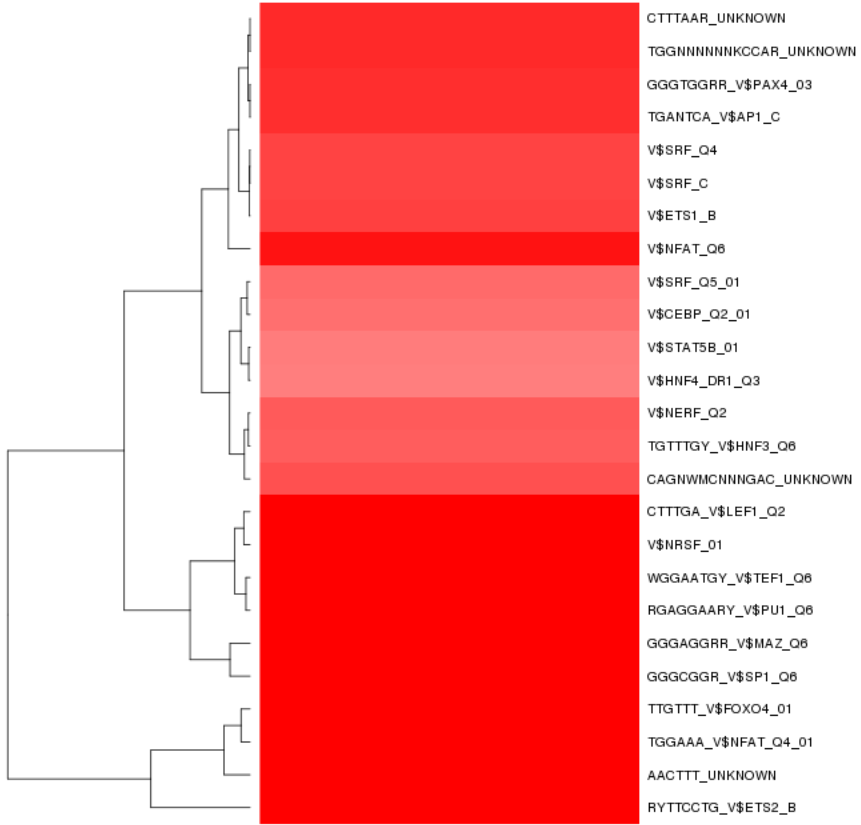 CTTTAAR_UNKNOWN
TGGNNNNNNKCCAR_UNKNOWN
GGGTGGRR_V$PAX4_03
TGANTCA_V$AP1_C
V$SRF_Q4
V$SRF_C
V$ETS1_B
V$NFAT_Q6
V$SRF_Q5_01
V$CEBP_Q2_01
V$STAT5B_01
V$HNF4_DR1_Q3
V$NERF_Q2
TGTTTGY_V$HNF3_Q6
CAGNWMCNNNGAC_UNKNOWN
CTTTGA_V$LEF1_Q2
V$NRSF_01
WGGAATGY_V$TEF1_Q6
RGAGGAARY_V$PU1_Q6
GGGAGGRR_V$MAZ_Q6
GGGCGGR_V$SP1_Q6
TTGTTT_V$FOXO4_01
TGGAAA_V$NFAT_Q4_01
AACTTT_UNKNOWN
RYTTCCTG_V$ETS2_B